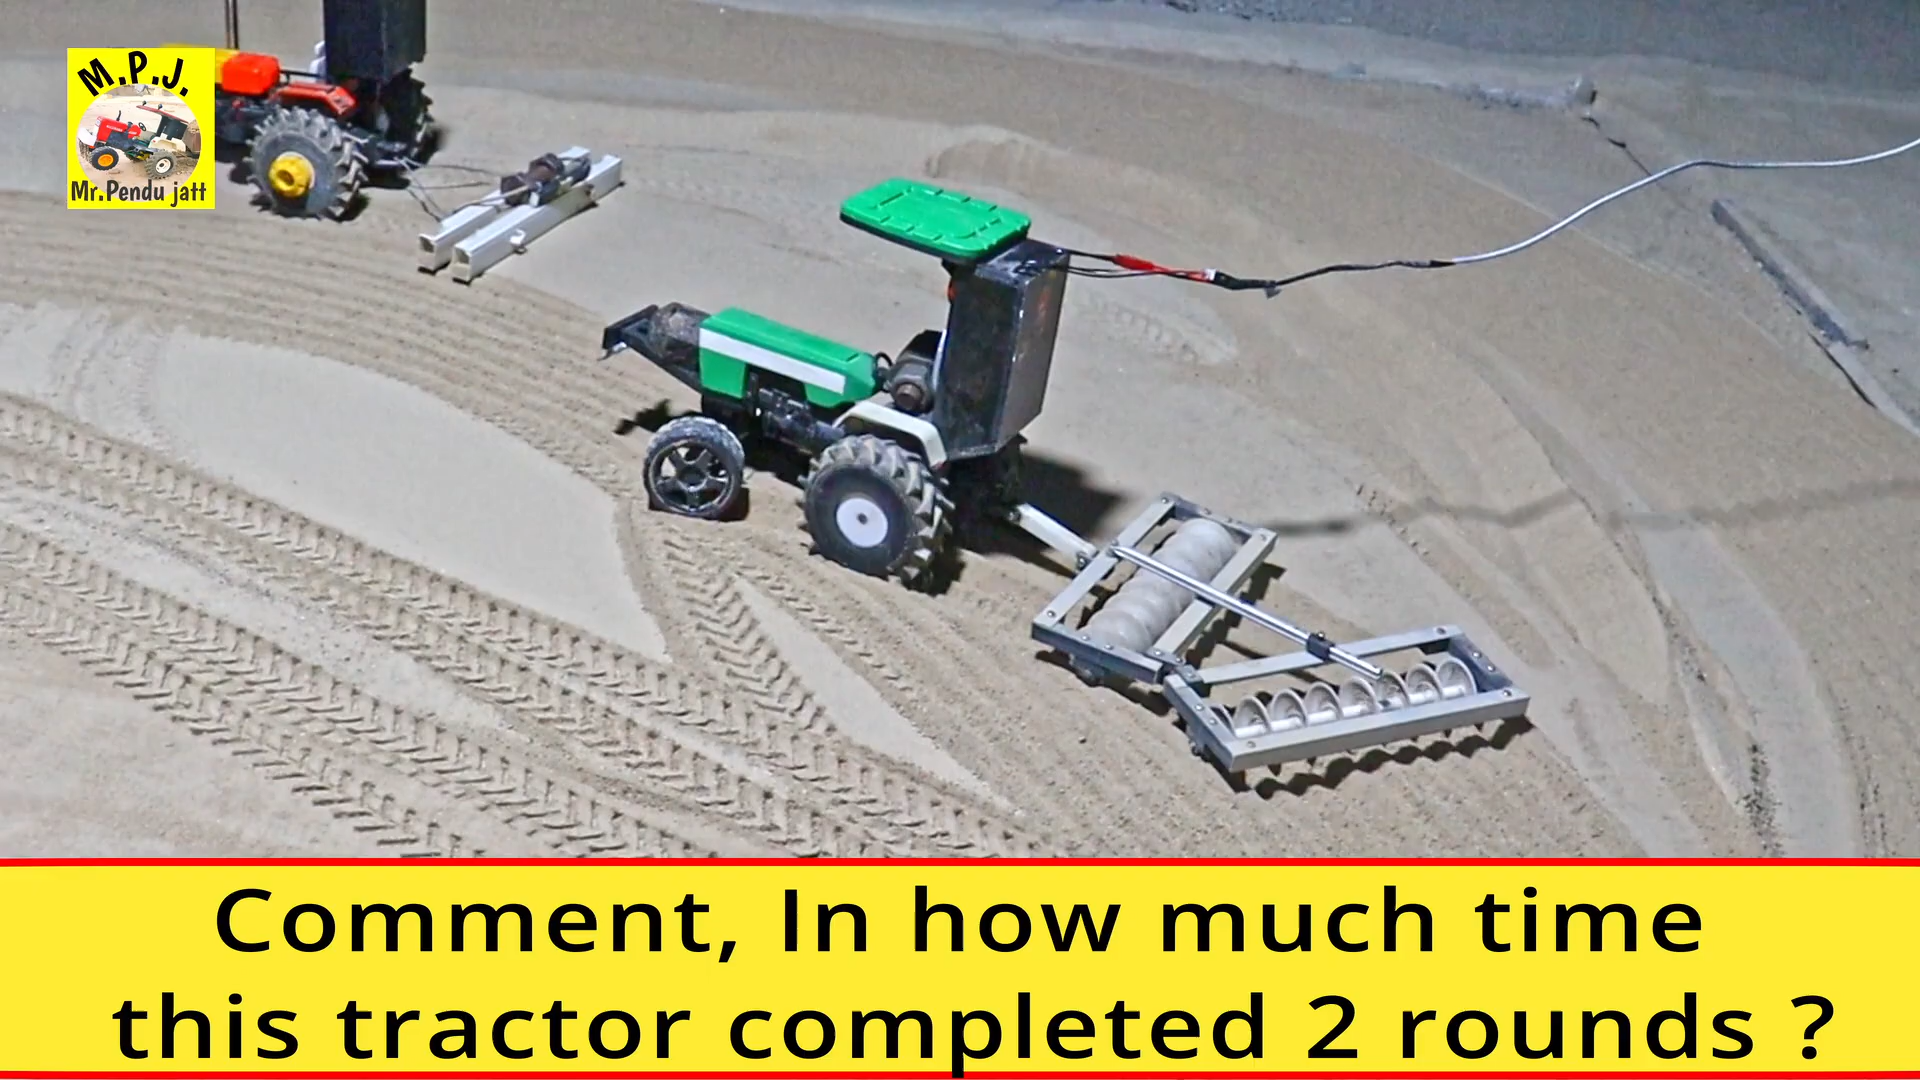 M.P.J.
Mr.Pendu jatt
Comment, In how much time
this tractor completed 2 rounds ?